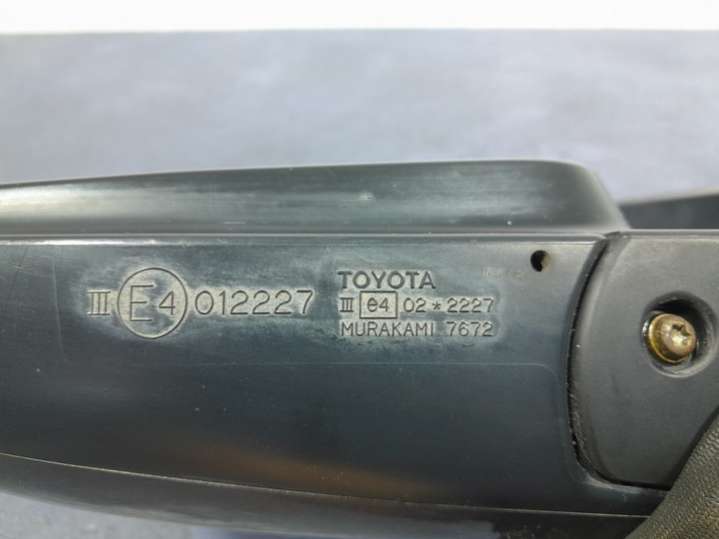 III E4 012227
TOYOTA
III e4 02*2227
MURAKAMI 7672